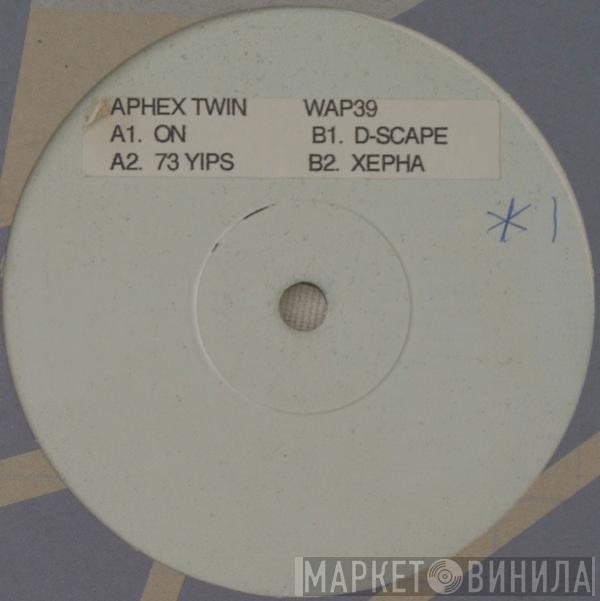 APHEX TWIN WAP39
A1. ON B1. D-SCAPE
A2. 73 YIPS B2. XEPHA
* 1
МАРКЕТ ВИНИЛА